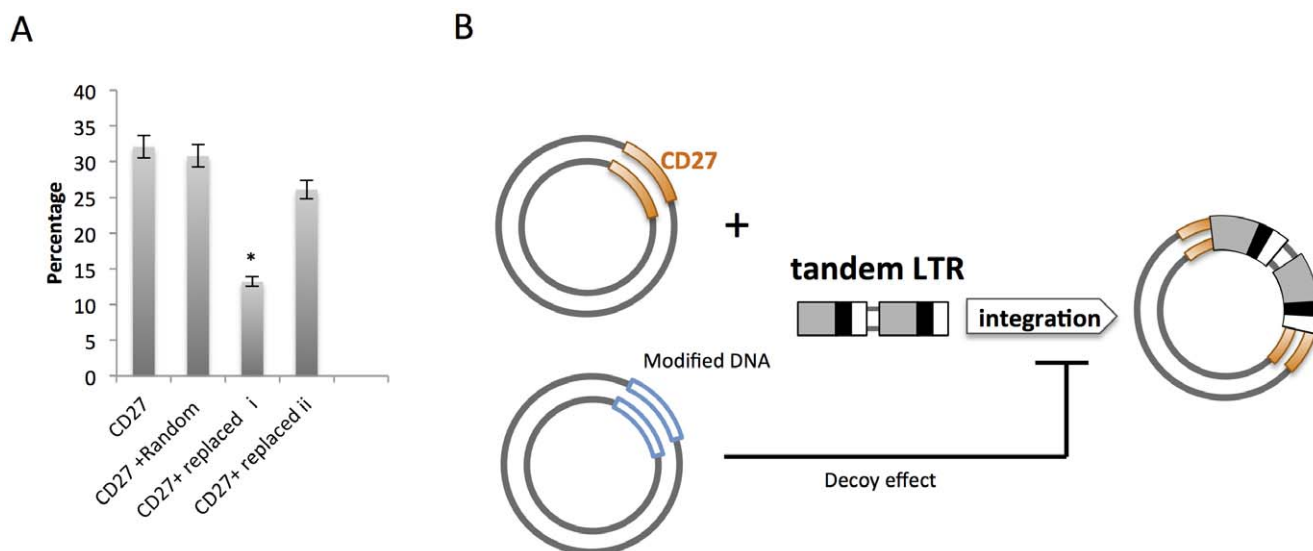 A
B
40
35
30
25
20
15
10
5
0
Percentage
*
CD27
CD27 +Random
CD27+ replaced i
CD27+ replaced ii
CD27
+
tandem LTR
integration
Modified DNA
Decoy effect